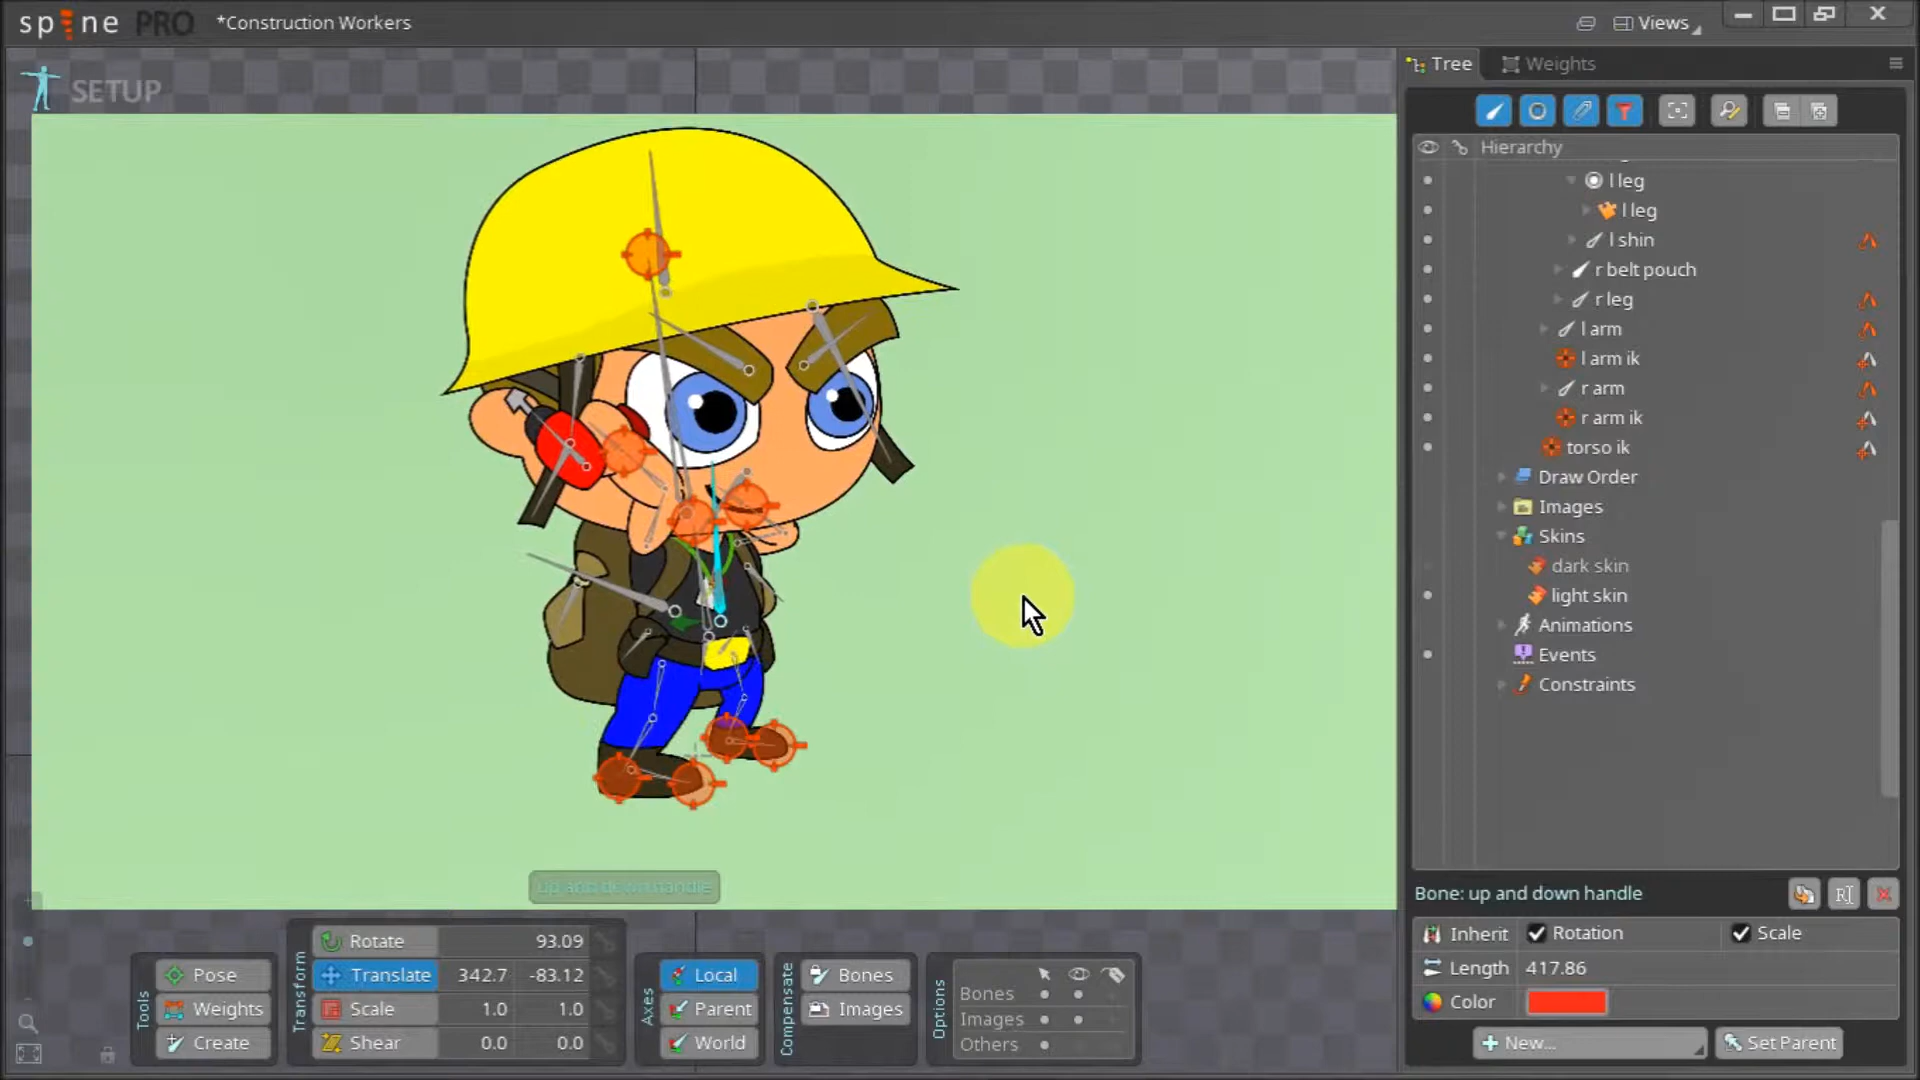 spine PRO *Construction Workers
Views
SETUP
Tree
Weights
Hierarchy
l leg
l leg
l shin
r belt pouch
r leg
l arm
l arm ik
r arm
r arm ik
torso ik
Draw Order
Images
Skins
dark skin
light skin
Animations
Events
Constraints
up and down handle
Bone: up and down handle
Inherit Rotation Scale
Length 417.86
Color
New...
Set Parent
Tools
Pose
Weights
Create
Transform
Rotate 93.09
Translate 342.7 -83.12
Scale 1.0 1.0
Shear 0.0 0.0
Axes
Local
Parent
World
Compensate
Bones
Images
Options
Bones
Images
Others